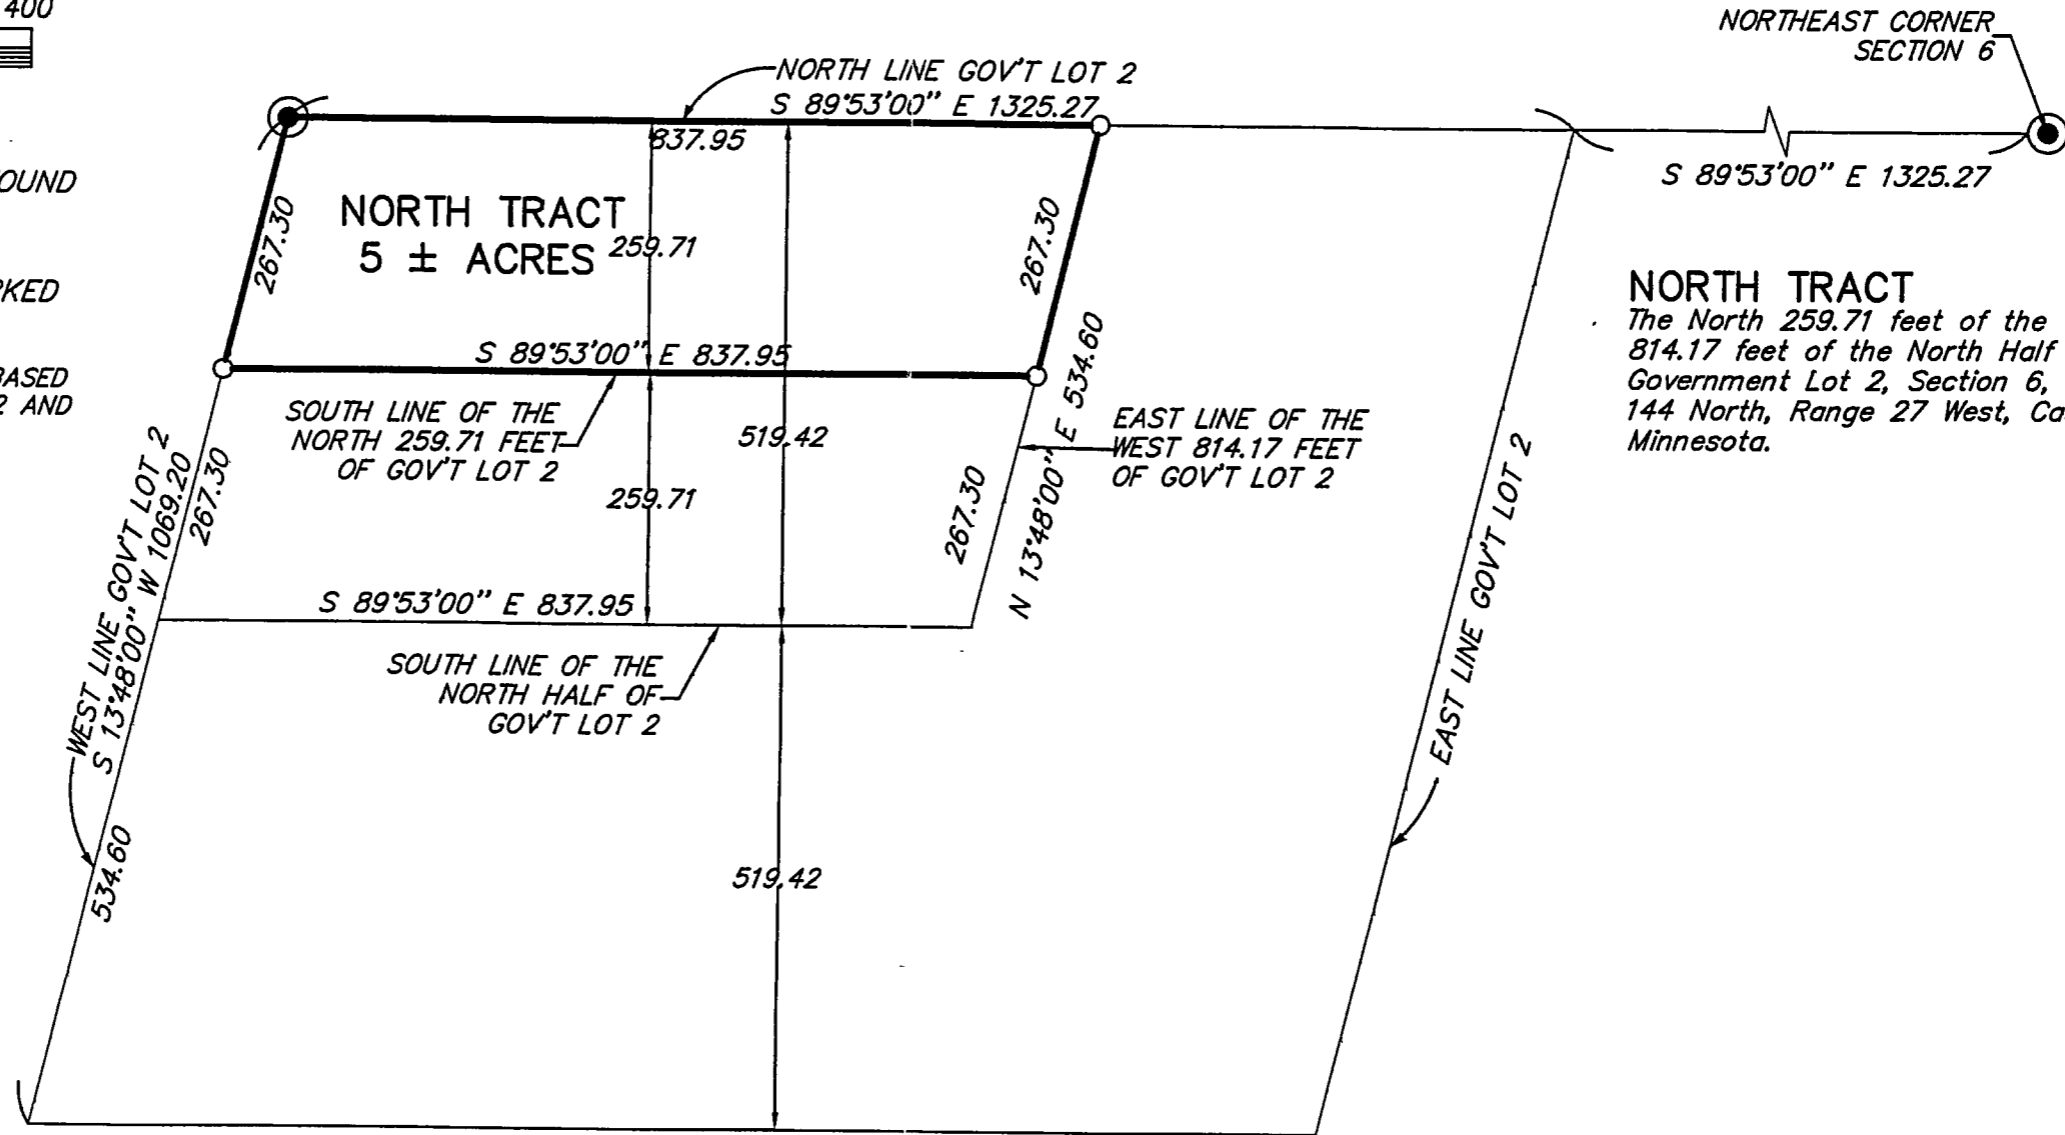 400
NORTHEAST CORNER
SECTION 6
NORTH LINE GOV'T LOT 2
S 89°53'00" E 1325.27
837.95
S 89°53'00" E 1325.27
OUND
NORTH TRACT
5 ± ACRES
267.30
259.71
267.30
RKED
NORTH TRACT
The North 259.71 feet of the
814.17 feet of the North Half
Government Lot 2, Section 6,
144 North, Range 27 West, Ca
Minnesota.
S 89°53'00" E 837.95
BASED
2 AND
SOUTH LINE OF THE
NORTH 259.71 FEET
OF GOV'T LOT 2
519.42
N 13°48'00" E 534.60
EAST LINE OF THE
WEST 814.17 FEET
OF GOV'T LOT 2
WEST LINE GOV'T LOT 2
S 13°48'00" W 1069.20
267.30
259.71
267.30
EAST LINE GOV'T LOT 2
S 89°53'00" E 837.95
SOUTH LINE OF THE
NORTH HALF OF
GOV'T LOT 2
534.60
519.42